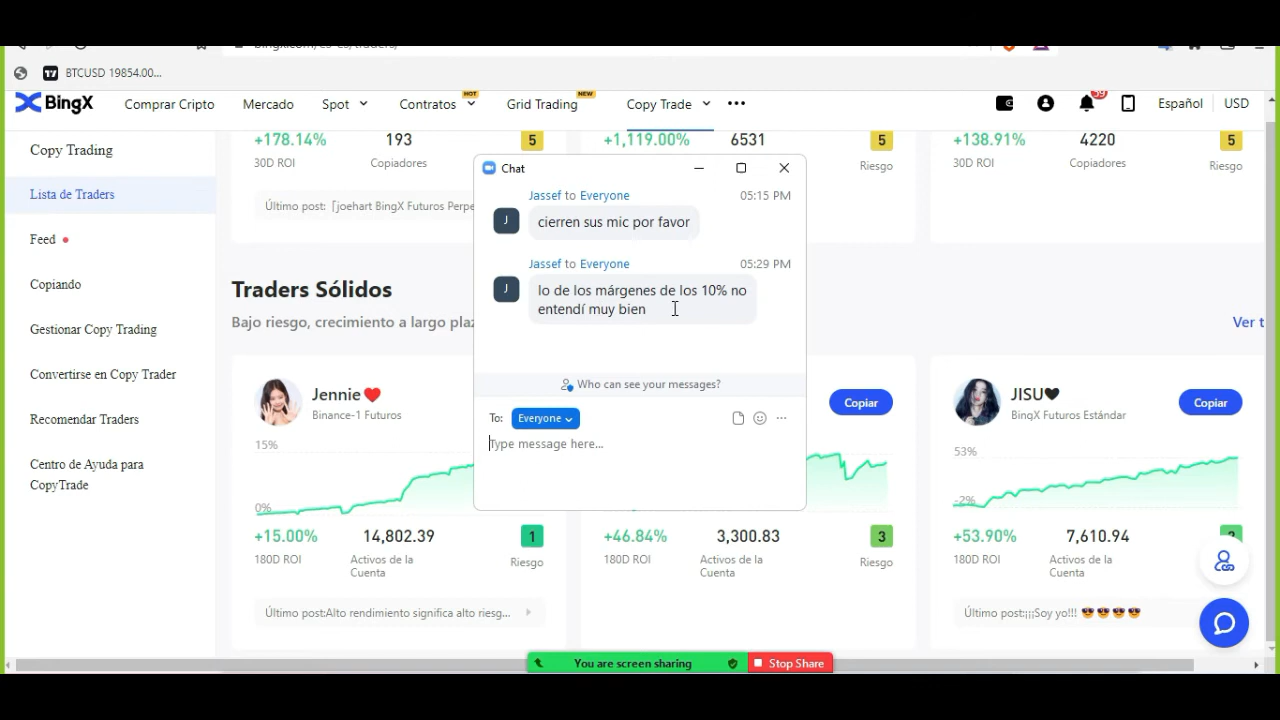 BTCUSD 19854.00...
BingX
Comprar Cripto
Mercado
Spot
Contratos
HOT
Grid Trading
NEW
Copy Trade
•••
59
Español
USD
Copy Trading
Lista de Traders
Feed
Copiando
Gestionar Copy Trading
Convertirse en Copy Trader
Recomendar Traders
Centro de Ayuda para
CopyTrade
+178.14%
193
5
30D ROI
Copiadores
Último post:「joehart BingX Futuros Perpe
+1,119.00%
6531
5
Riesgo
+138.91%
4220
5
30D ROI
Copiadores
Riesgo
Chat
Jassef to Everyone
05:15 PM
J
cierren sus mic por favor
Jassef to Everyone
05:29 PM
J
lo de los márgenes de los 10% no
entendí muy bien
Who can see your messages?
To:
Everyone
Type message here...
Traders Sólidos
Bajo riesgo, crecimiento a largo plaz
Ver t
Jennie❤️
Binance-1 Futuros
15%
0%
+15.00%
14,802.39
1
180D ROI
Activos de la
Cuenta
Riesgo
Último post:Alto rendimiento significa alto riesg...
Copiar
+46.84%
3,300.83
3
180D ROI
Activos de la
Cuenta
Riesgo
JISU🖤
BingX Futuros Estándar
Copiar
53%
-2%
+53.90%
7,610.94
180D ROI
Activos de la
Cuenta
Último post:¡¡¡Soy yo!!! 😎😎😎😎
You are screen sharing
Stop Share